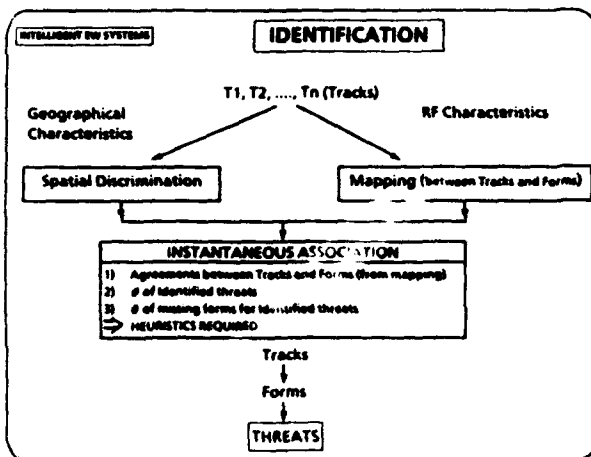 INTELLIGENT EW SYSTEMS
IDENTIFICATION
T1, T2, ...., Tn (Tracks)
Geographical
Characteristics
RF Characteristics
Spatial Discrimination
Mapping (between Tracks and Forms)
INSTANTANEOUS ASSOCIATION
1) Agreements between Tracks and Forms (from mapping)
2) # of Identified threats
3) # of missing forms for identified threats
⇒ HEURISTICS REQUIRED
Tracks
Forms
THREATS